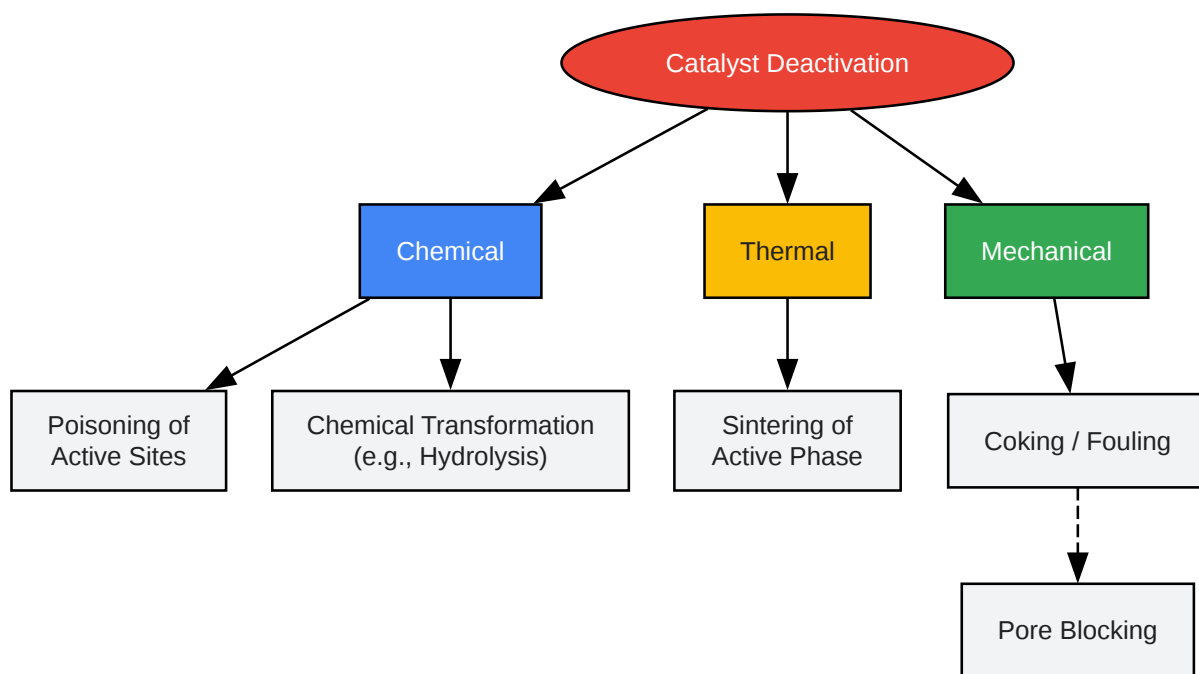 Catalyst Deactivation
Chemical
Thermal
Mechanical
Poisoning of
Active Sites
Chemical Transformation
(e.g., Hydrolysis)
Sintering of
Active Phase
Coking / Fouling
Pore Blocking